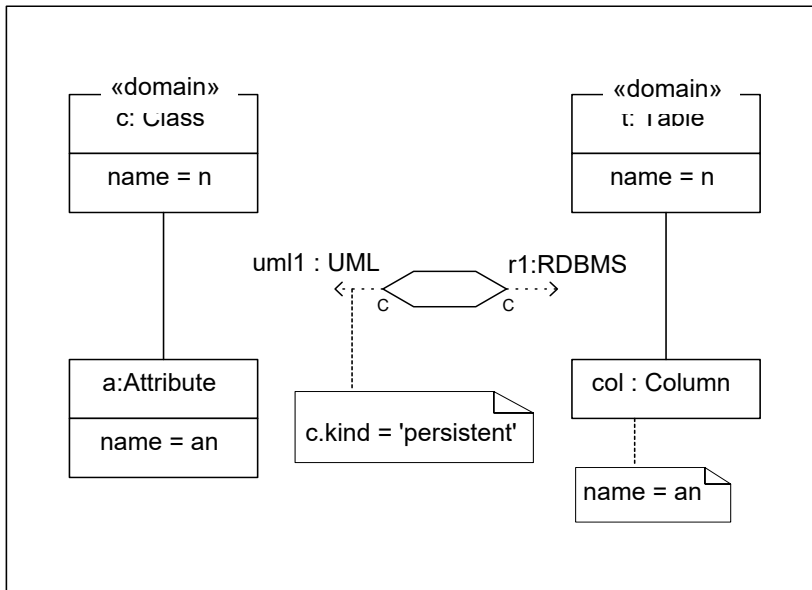 «domain»
c: Class
name = n
«domain»
t: Table
name = n
uml1 : UML
r1:RDBMS
C
C
a:Attribute
name = an
c.kind = 'persistent'
col : Column
name = an